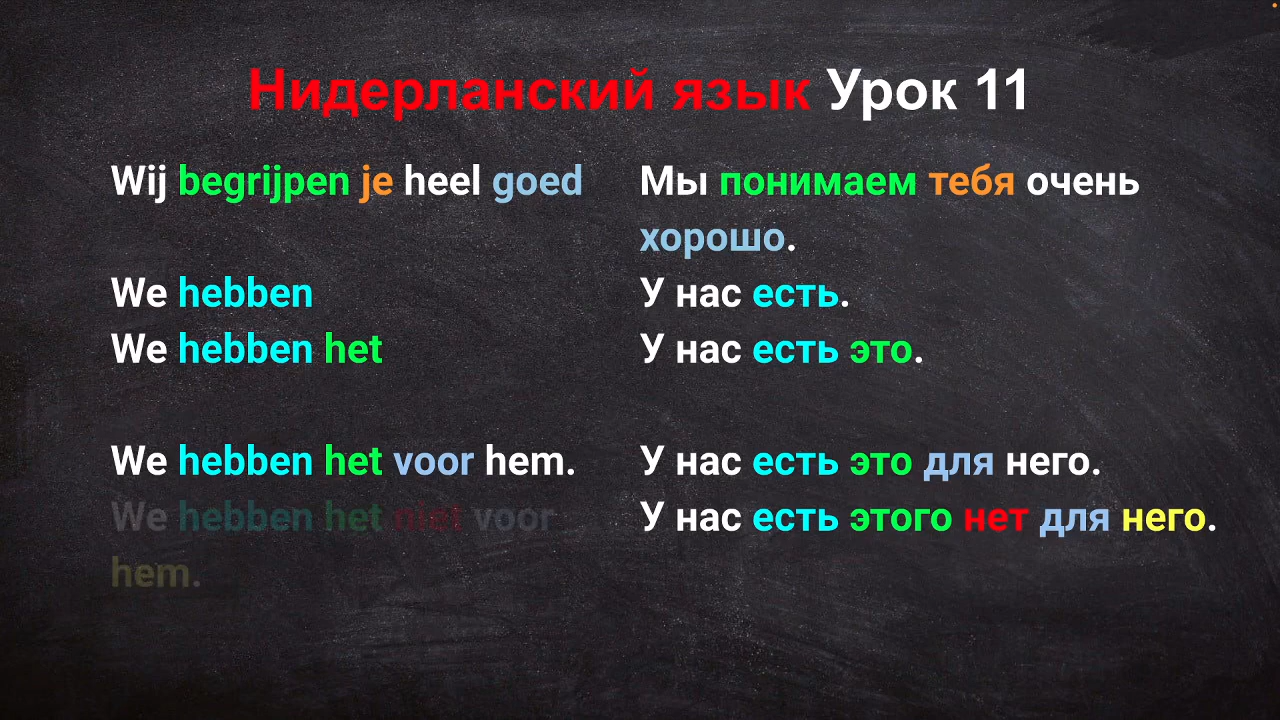 Нидерланский язык Урок 11
Wij begrijpen je heel goed
Мы понимаем тебя очень
хорошо.
We hebben
У нас есть.
We hebben het
У нас есть это.
We hebben het voor hem.
У нас есть это для него.
We hebben het niet voor
hem.
У нас есть этого нет для него.